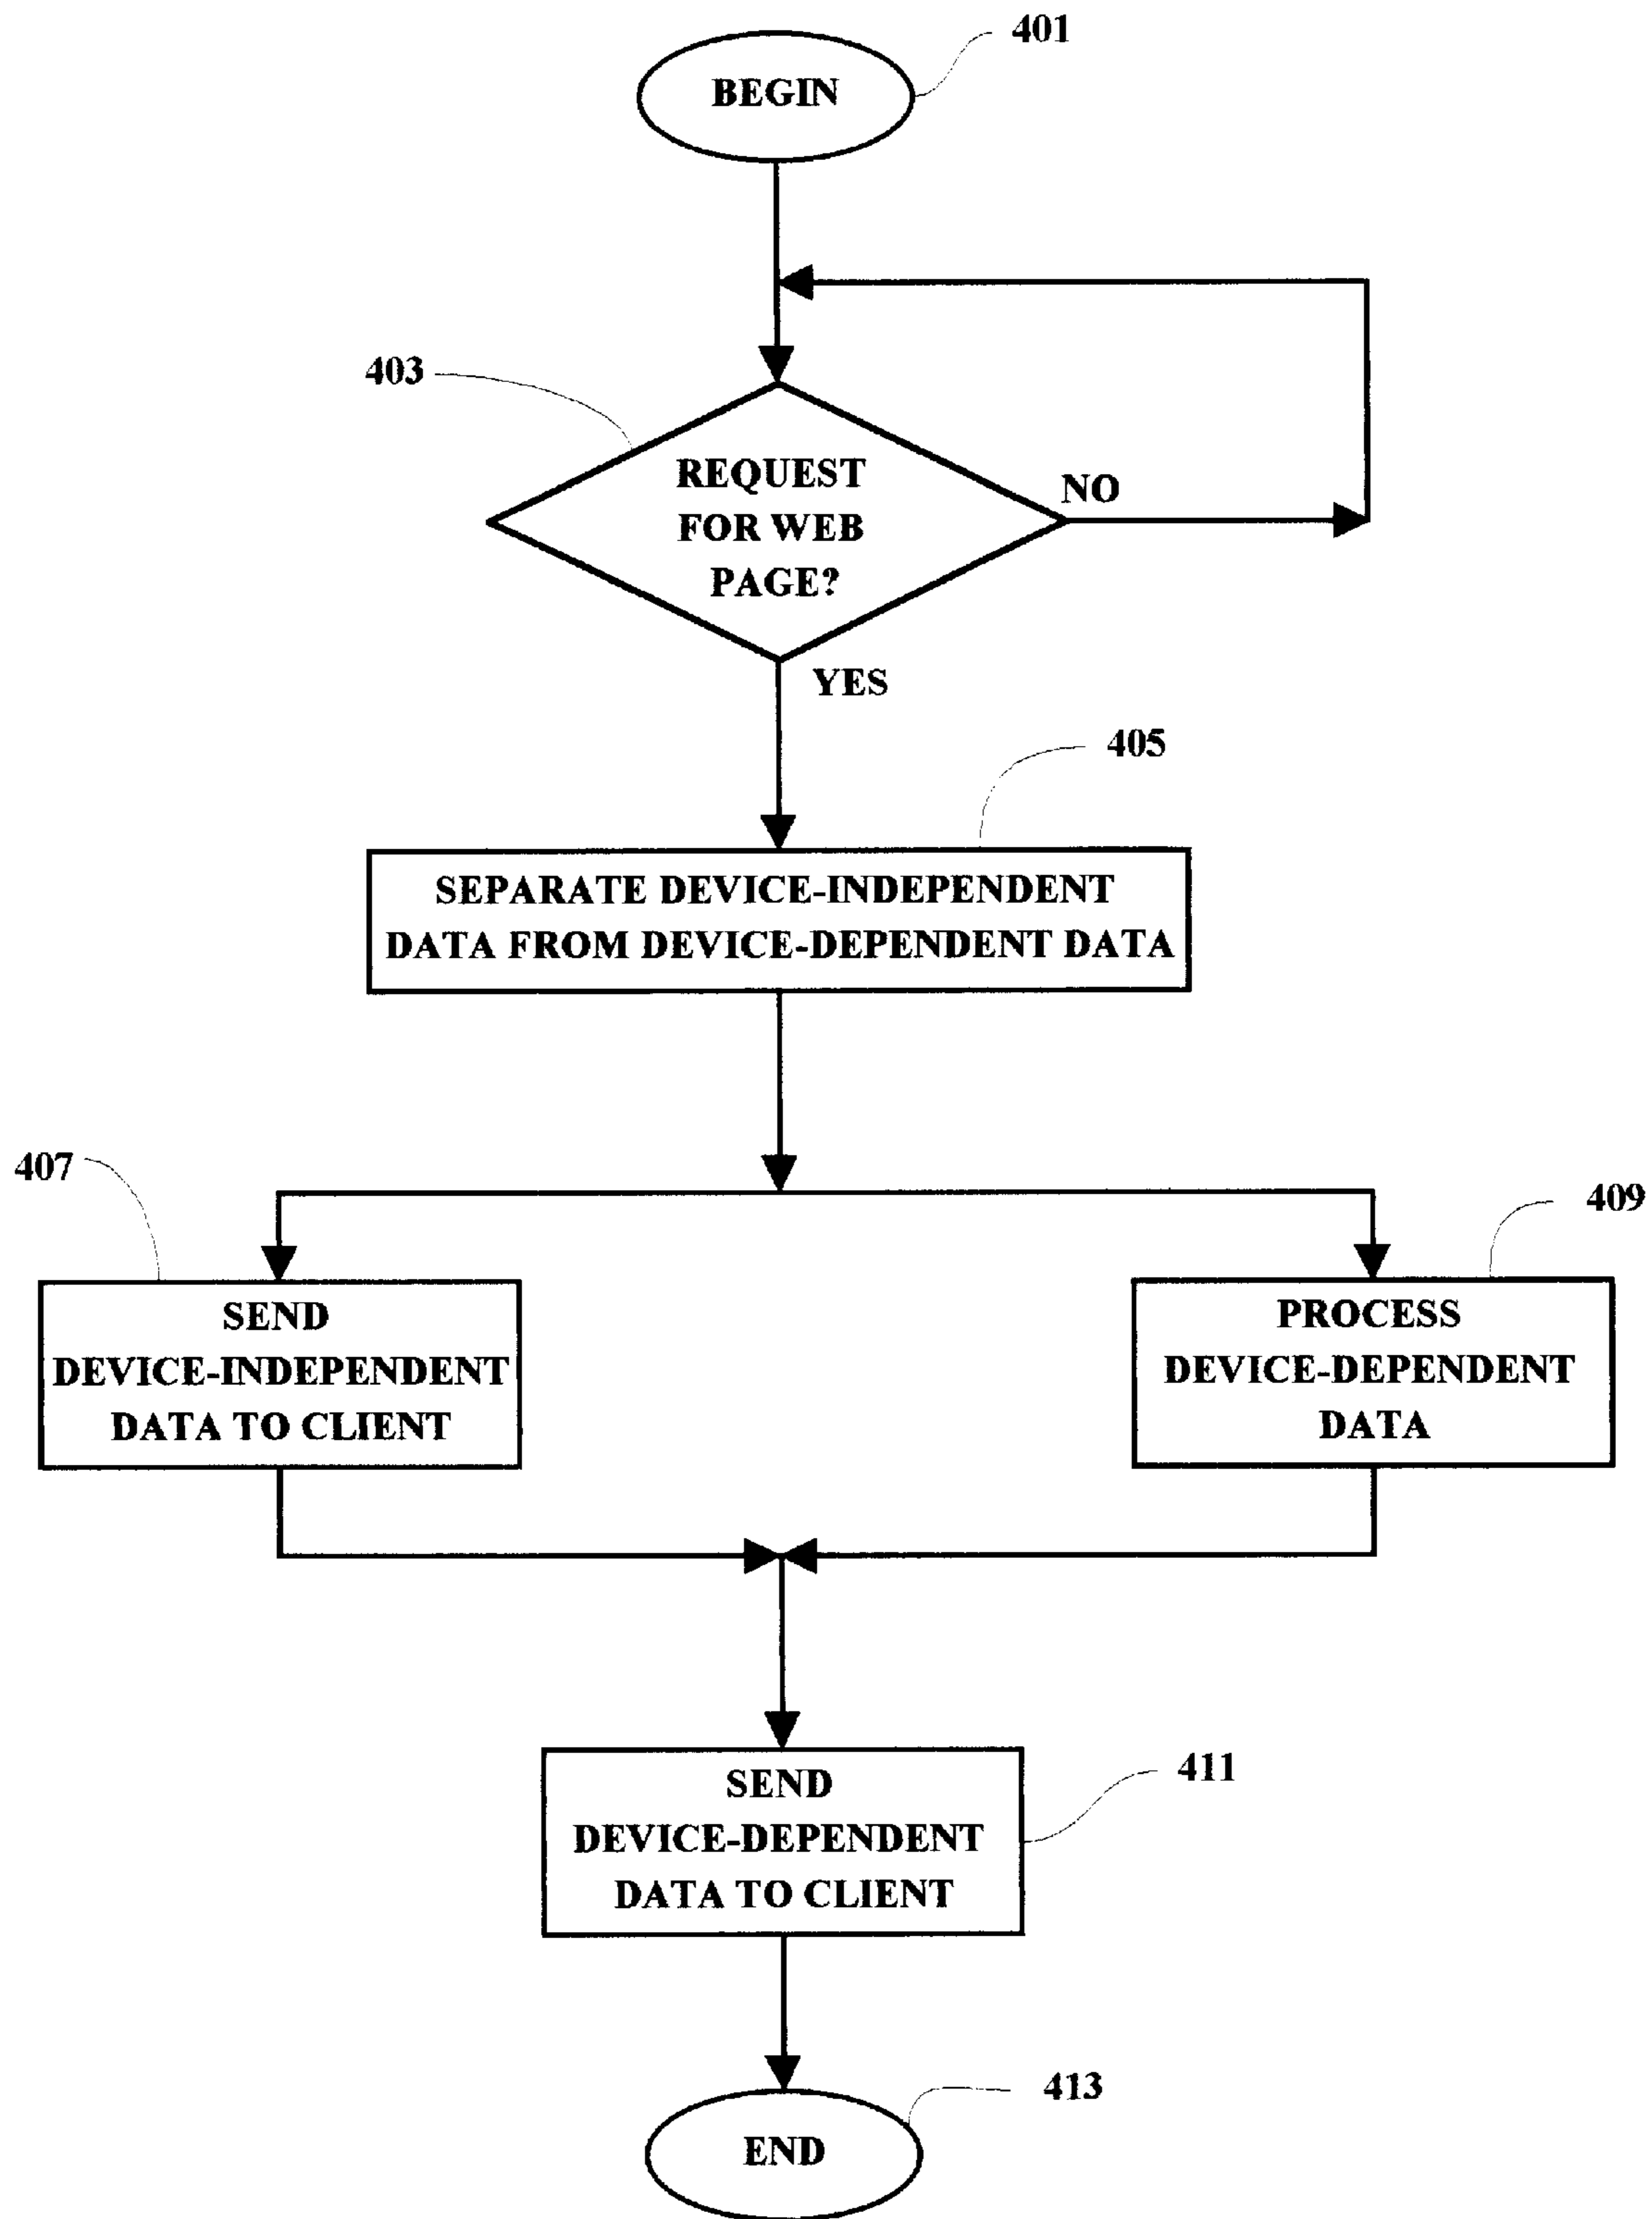 401
BEGIN
403
REQUEST
FOR WEB
PAGE?
NO
YES
405
SEPARATE DEVICE-INDEPENDENT
DATA FROM DEVICE-DEPENDENT DATA
407
409
SEND
DEVICE-INDEPENDENT
DATA TO CLIENT
PROCESS
DEVICE-DEPENDENT
DATA
411
SEND
DEVICE-DEPENDENT
DATA TO CLIENT
413
END